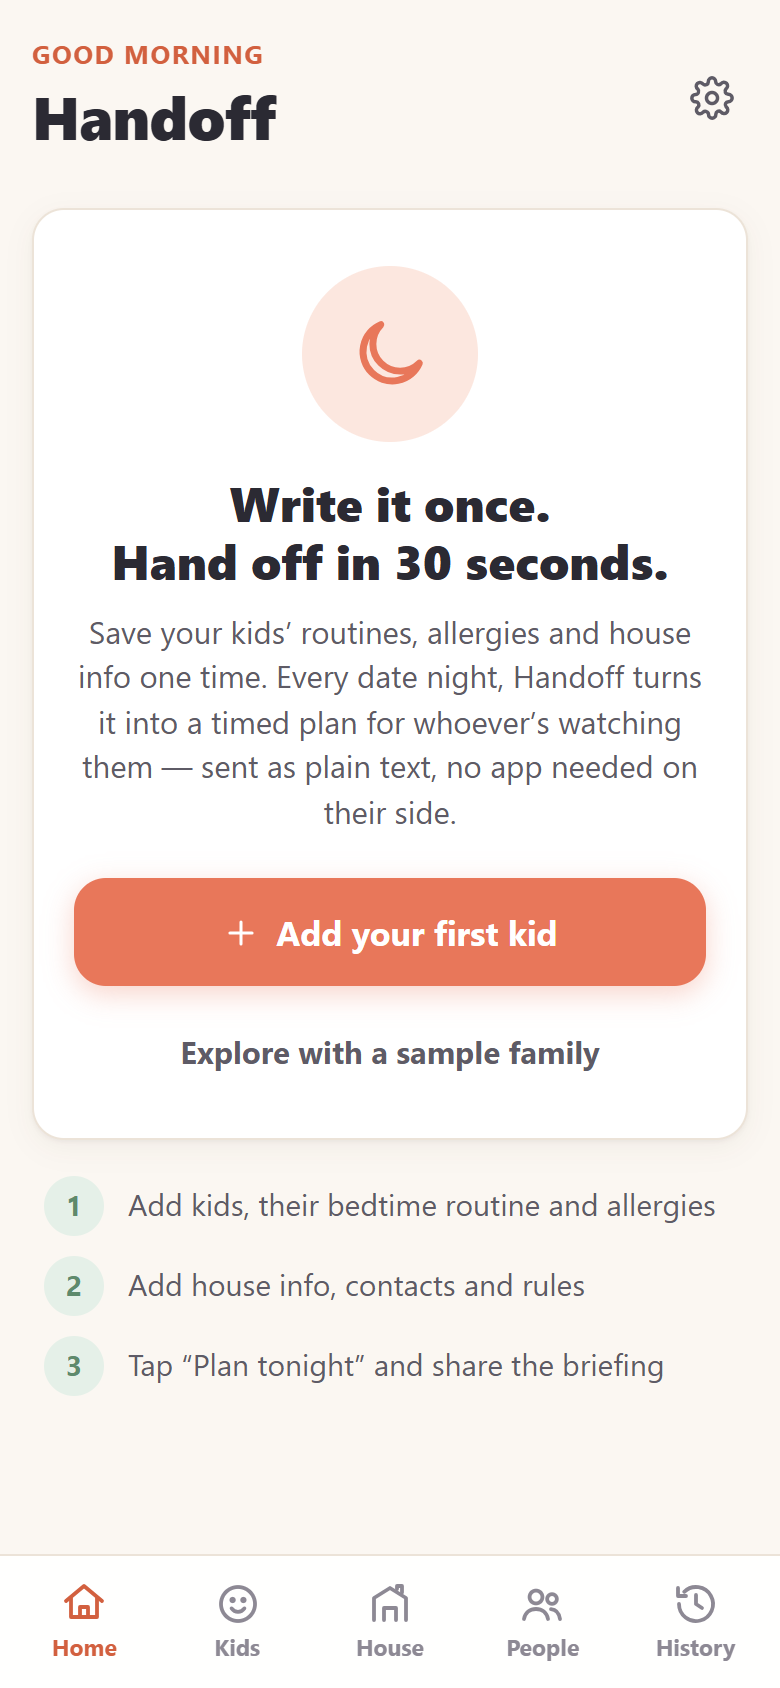 GOOD MORNING
Handoff
Write it once.
Hand off in 30 seconds.
Save your kids’ routines, allergies and house
info one time. Every date night, Handoff turns
it into a timed plan for whoever’s watching
them — sent as plain text, no app needed on
their side.
+ Add your first kid
Explore with a sample family
1 Add kids, their bedtime routine and allergies
2 Add house info, contacts and rules
3 Tap “Plan tonight” and share the briefing
Home Kids House People History